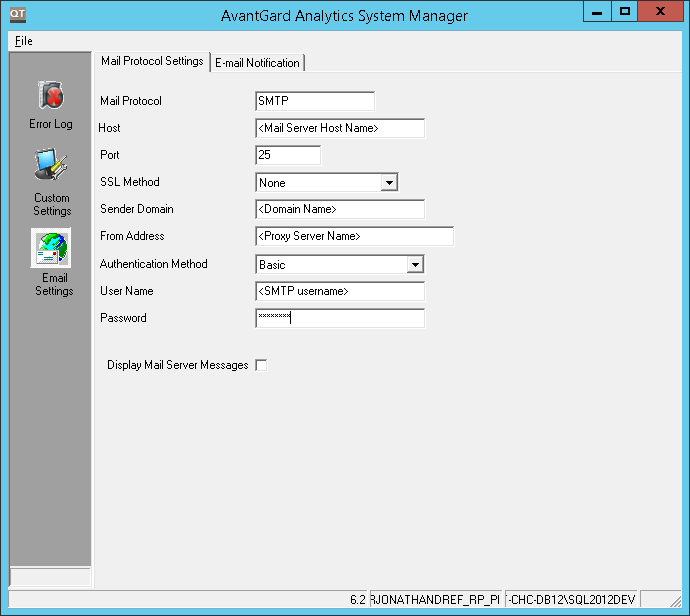 QT
AvantGard Analytics System Manager
File
Mail Protocol Settings
E-mail Notification
Error Log
Custom
Settings
Email
Settings
Mail Protocol SMTP
Host <Mail Server Host Name>
Port 25
SSL Method None
Sender Domain <Domain Name>
From Address <Proxy Server Name>
Authentication Method Basic
User Name <SMTP username>
Password ********
Display Mail Server Messages
6.2 RJONATHANDREF_RP_PI -CHC-DB12\SQL2012DEV